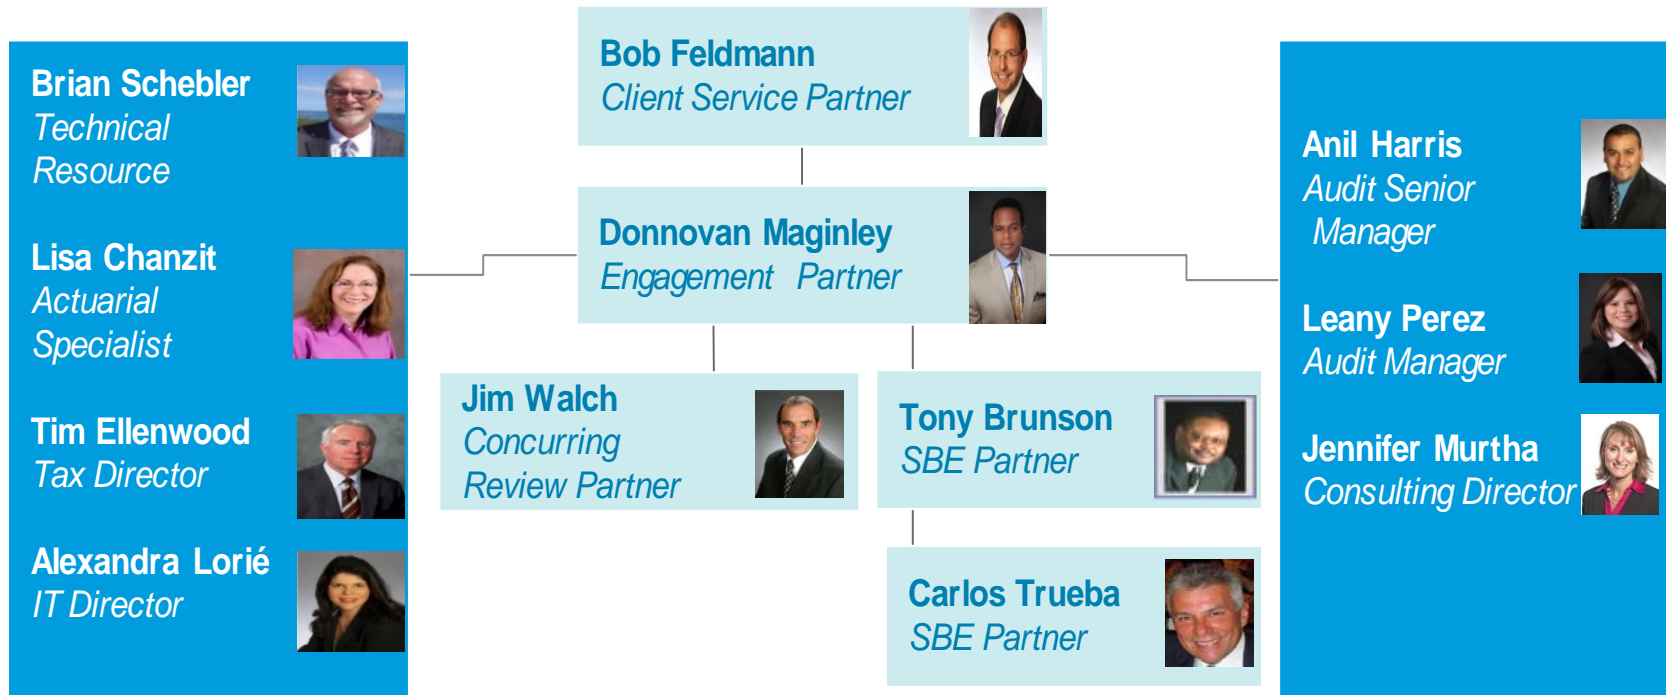 Bob Feldmann
Client Service Partner
Brian Schebler
Technical
Resource
Lisa Chanzit
Actuarial
Specialist
Tim Ellenwood
Tax Director
Alexandra Lorié
IT Director
Donnovan Maginley
Engagement Partner
Jim Walch
Concurring
Review Partner
Tony Brunson
SBE Partner
Carlos Trueba
SBE Partner
Anil Harris
Audit Senior
Manager
Leany Perez
Audit Manager
Jennifer Murtha
Consulting Director